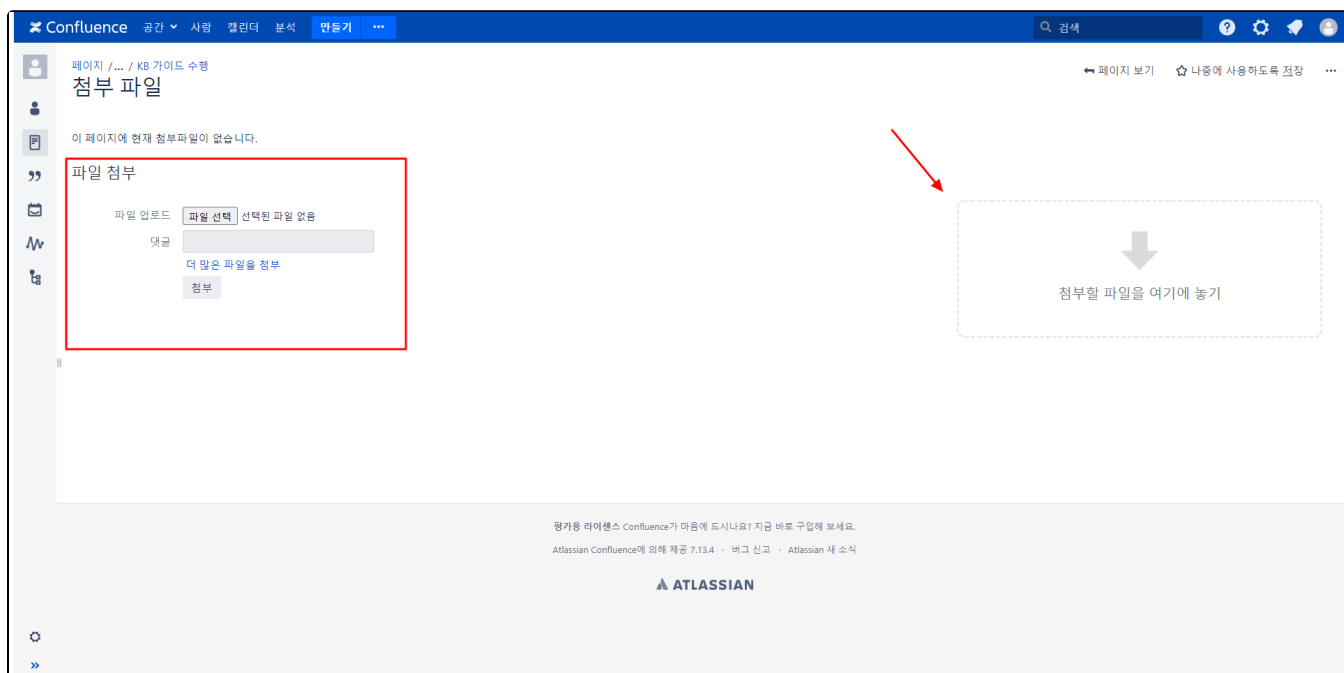 Confluence 공간 사람 캘린더 분석 만들기 ··· 검색
페이지 /... / KB 가이드 수행
첨부 파일
페이지 보기 나중에 사용하도록 저장 ···
이 페이지에 현재 첨부파일이 없습니다.
파일 첨부
파일 업로드 파일 선택 선택된 파일 없음
댓글
더 많은 파일을 첨부
첨부
첨부할 파일을 여기에 놓기
평가용 라이센스 Confluence가 마음에 드시나요? 지금 바로 구입해 보세요.
Atlassian Confluence에 의해 제공 7.13.4 · 버그 신고 · Atlassian 새 소식
ATLASSIAN